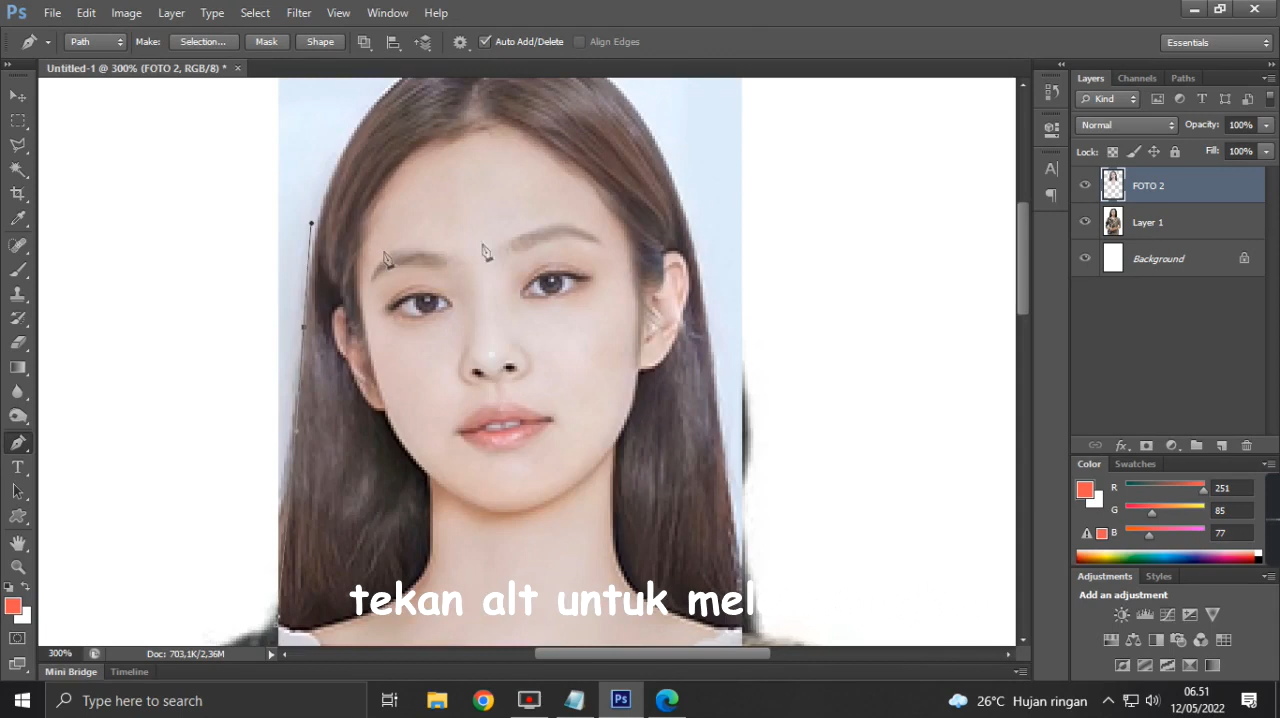 Ps File Edit Image Layer Type Select Filter View Window Help
Path Make: Selection... Mask Shape Auto Add/Delete Align Edges Essentials
Untitled-1 @ 300% (FOTO 2, RGB/8) * ×
Layers Channels Paths
Kind
Normal Opacity: 100%
Lock: Fill: 100%
FOTO 2
Layer 1
Background
Color Swatches
R 251
G 85
B 77
Adjustments Styles
Add an adjustment
tekan alt untuk mel
300% Doc: 703,1K/2,36M
Mini Bridge Timeline
Type here to search
Ps
26°C Hujan ringan
06.51
12/05/2022